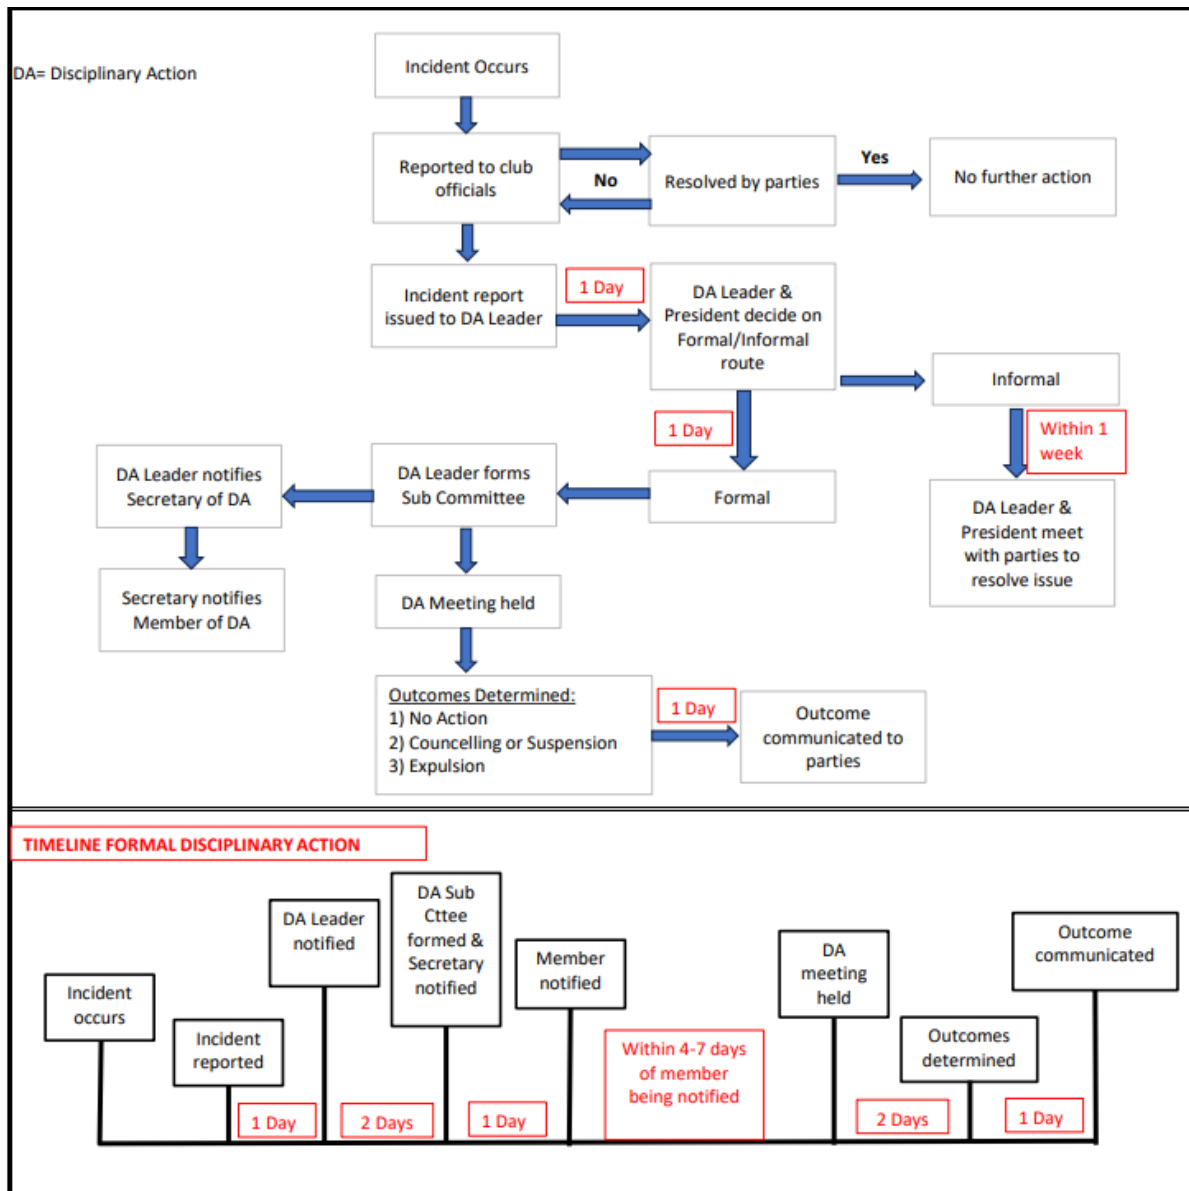 DA= Disciplinary Action
Incident Occurs
Reported to club
officials
No
Resolved by parties
Yes
No further action
Incident report
issued to DA Leader
1 Day
DA Leader &
President decide on
Formal/Informal
route
Informal
1 Day
Within 1
week
DA Leader notifies
Secretary of DA
DA Leader forms
Sub Committee
Formal
DA Leader &
President meet
with parties to
resolve issue
Secretary notifies
Member of DA
DA Meeting held
Outcomes Determined:
1) No Action
2) Councelling or Suspension
3) Expulsion
1 Day
Outcome
communicated to
parties
TIMELINE FORMAL DISCIPLINARY ACTION
Incident
occurs
Incident
reported
DA Leader
notified
DA Sub
Cttee
formed &
Secretary
notified
Member
notified
Within 4-7 days
of member
being notified
DA
meeting
held
Outcomes
determined
Outcome
communicated
1 Day
2 Days
1 Day
2 Days
1 Day